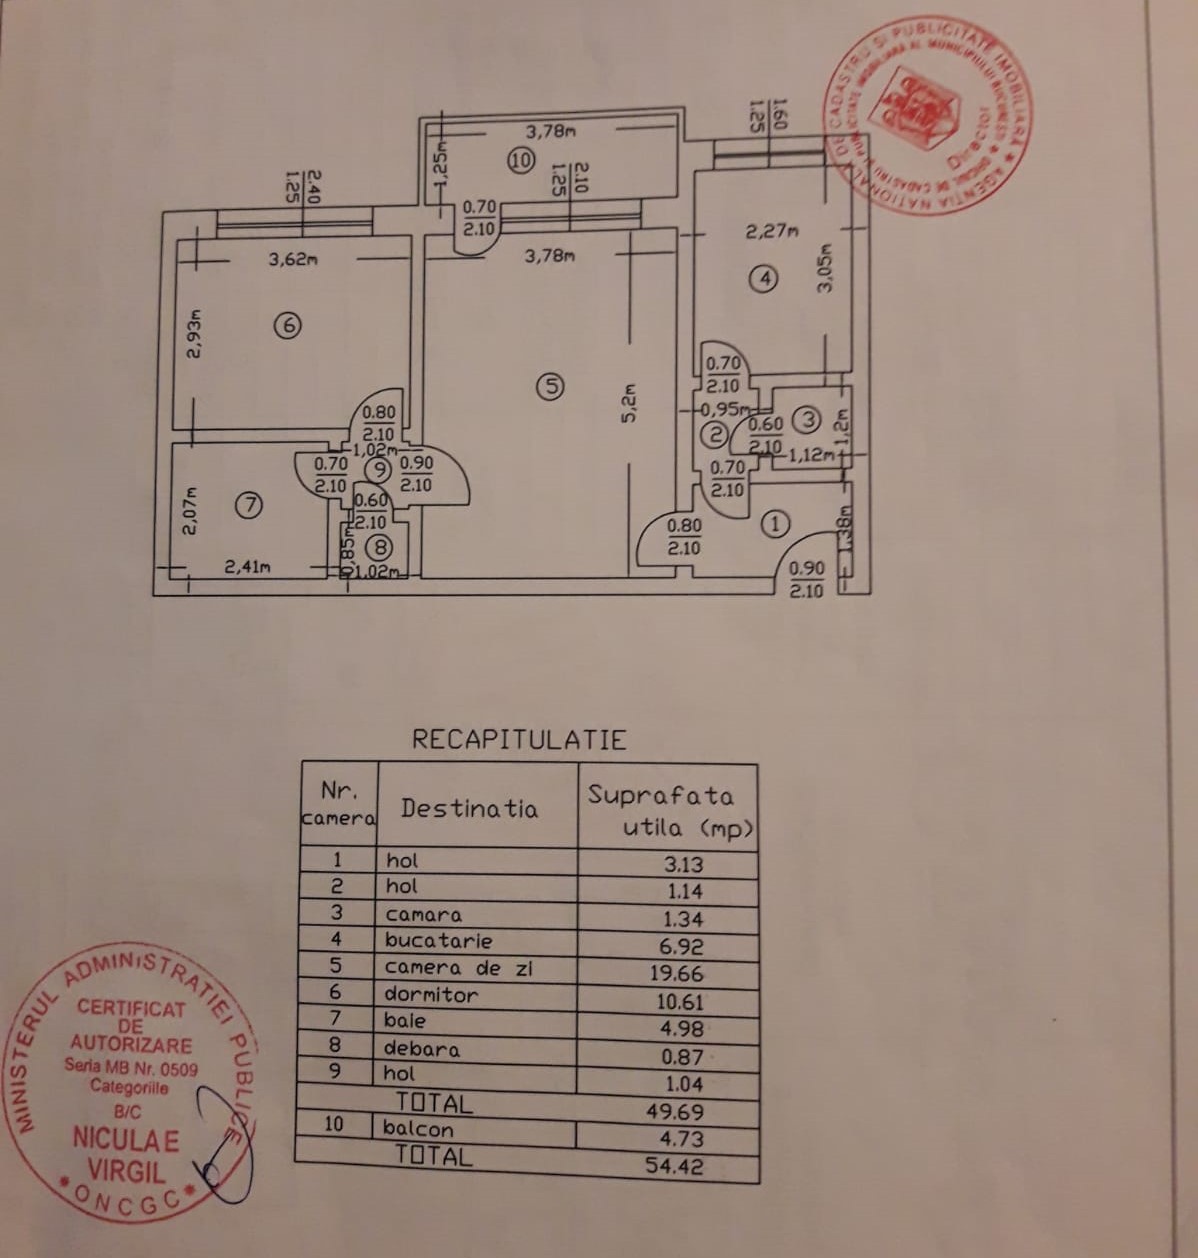 1.60
1.25
3,78m
1,25m
10
2.10
1.25
2.40
1.25
0.70
2.10
2,27m
3,62m
3,78m
3,05m
4
2,93m
6
5
5,2m
0.70
2.10
0,95m
3
1,2m
0.80
2.10
2
0.60
2.10
1,12m
1,02m
0.70
2.10
9
0.90
2.10
0.70
2.10
7
2,07m
0.60
2.10
0,85m
8
1,02m
2,41m
0.80
2.10
1
1,38m
0.90
2.10
AGENTIA NATIONALA DE CADASTRU SI PUBLICITATE IMOBILIARA
RECAPITULATIE
Nr. camera Destinatia Suprafata utila (mp)
1 hol 3.13
2 hol 1.14
3 camara 1.34
4 bucatarie 6.92
5 camera de zi 19.66
6 dormitor 10.61
7 baie 4.98
8 debara 0.87
9 hol 1.04
TOTAL 49.69
10 balcon 4.73
TOTAL 54.42
MINISTERUL ADMINISTRATIEI PUBLICE
CERTIFICAT
DE
AUTORIZARE
Seria MB Nr. 0509
Categoriile
B/C
NICULAE
VIRGIL
* ONCGC *